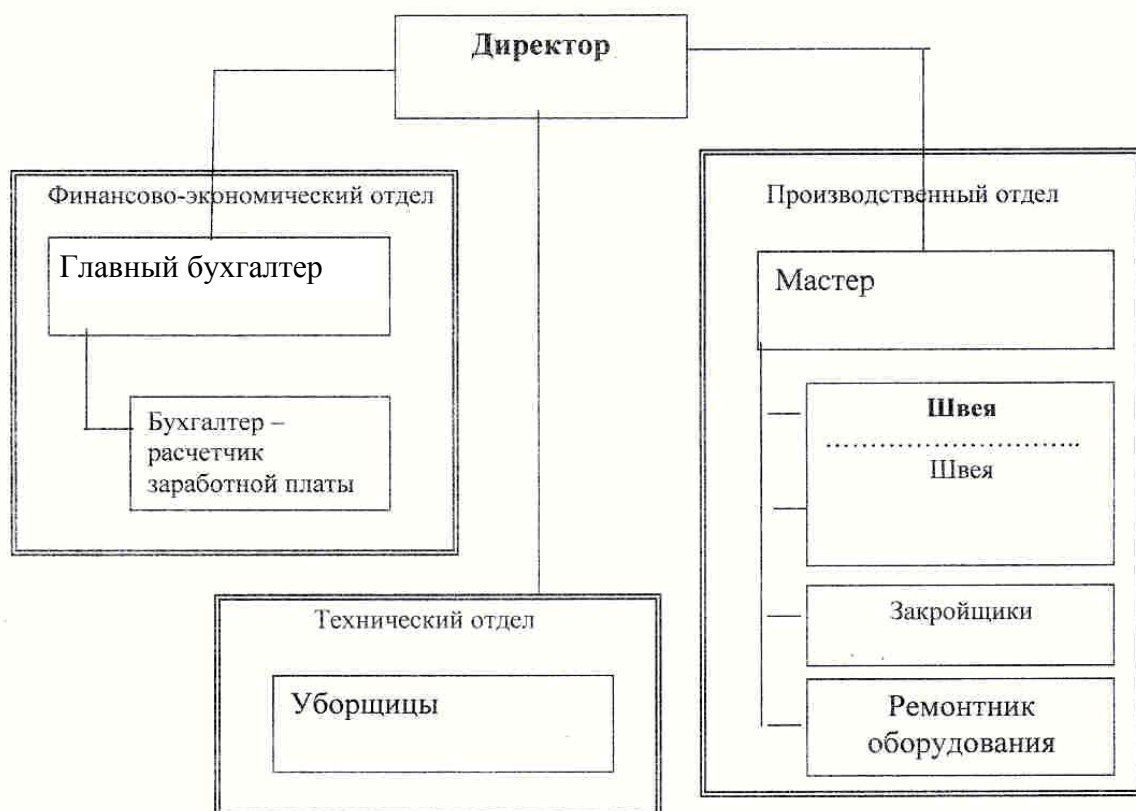 Директор
Финансово-экономический отдел
Главный бухгалтер
Бухгалтер –
расчетчик
заработной платы
Технический отдел
Уборщицы
Производственный отдел
Мастер
Швея
…………………………..
Швея
Закройщики
Ремонтник
оборудования